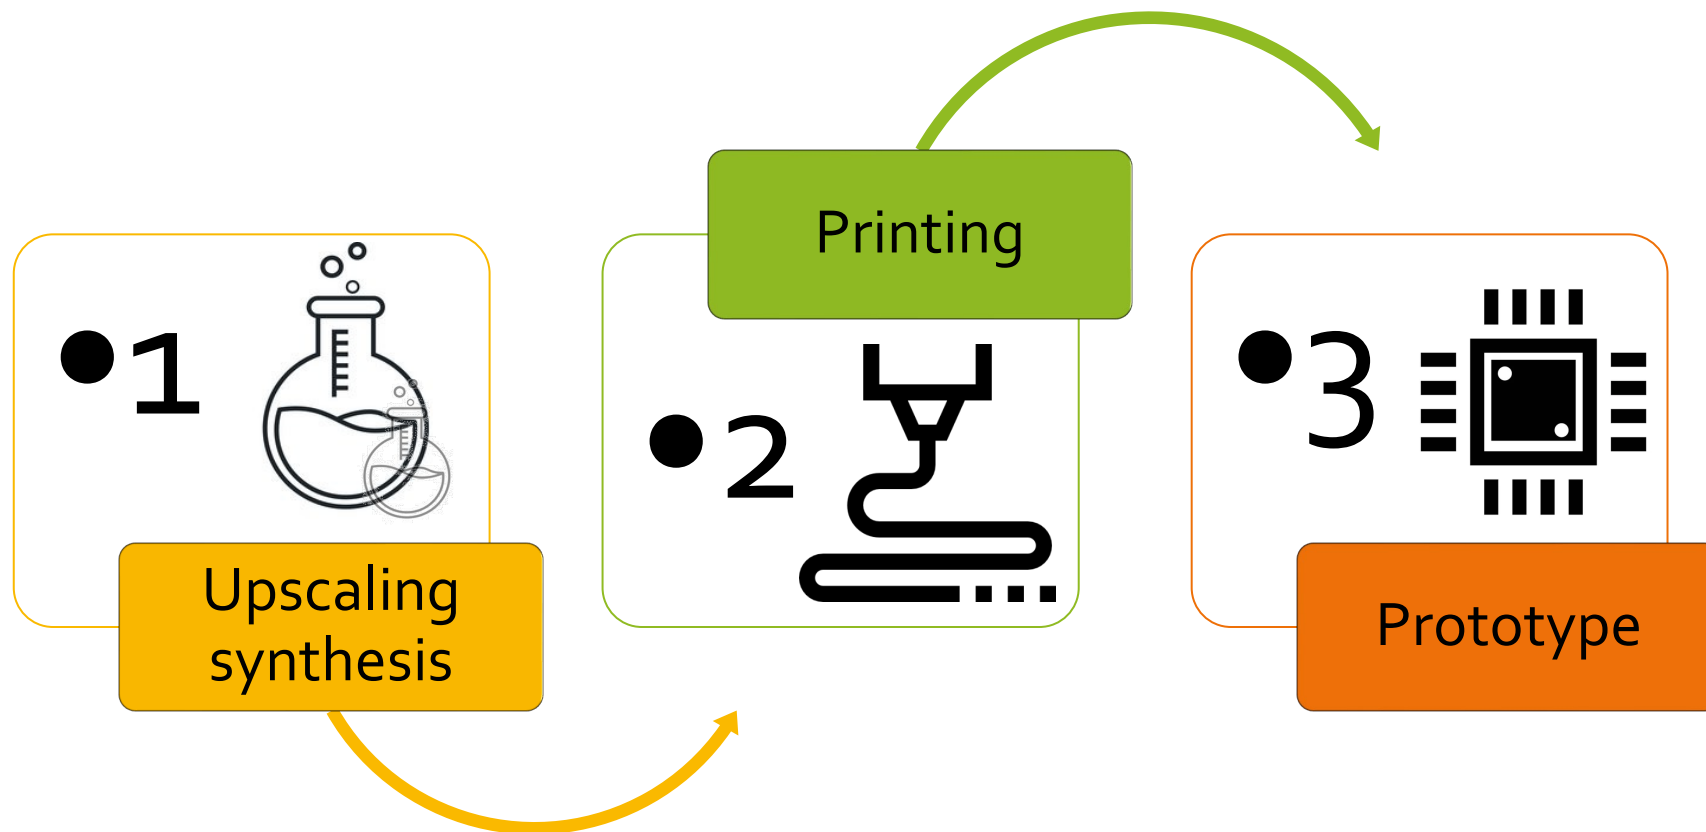 •1
Upscaling
synthesis
Printing
•2
•3
Prototype